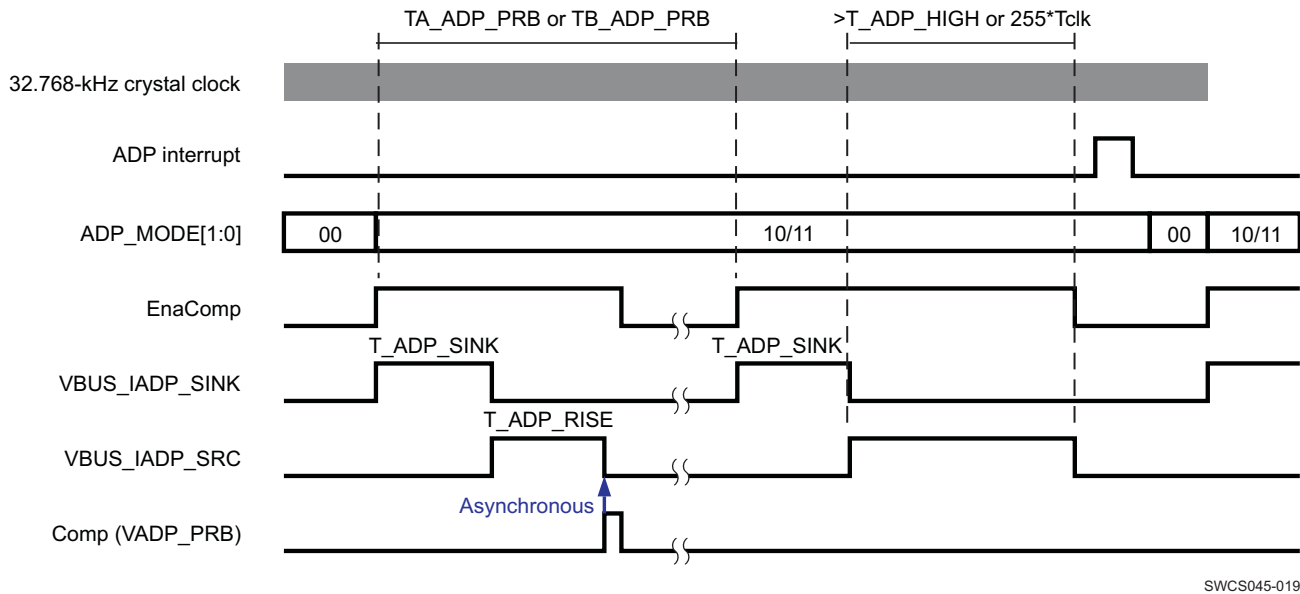 TA_ADP_PRB or TB_ADP_PRB
>T_ADP_HIGH or 255*Tclk
32.768-kHz crystal clock
ADP interrupt
ADP_MODE[1:0]
00
10/11
00
10/11
EnaComp
T_ADP_SINK
T_ADP_SINK
VBUS_IADP_SINK
T_ADP_RISE
VBUS_IADP_SRC
Asynchronous
Comp (VADP_PRB)
SWCS045-019